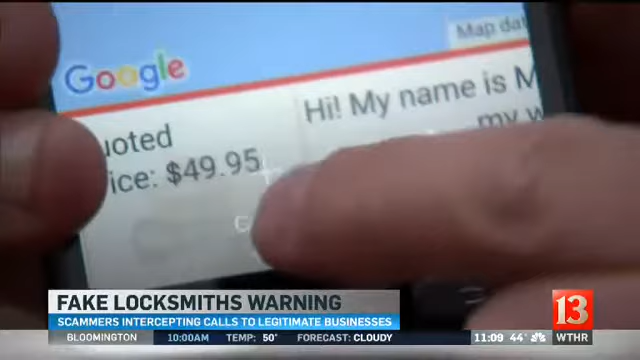 Map dat
Google
Hi! My name is M
my w
uoted
ice: $49.95
FAKE LOCKSMITHS WARNING
SCAMMERS INTERCEPTING CALLS TO LEGITIMATE BUSINESSES
13
BLOOMINGTON 10:00AM TEMP: 50° FORECAST: CLOUDY 11:09 44° WTHR